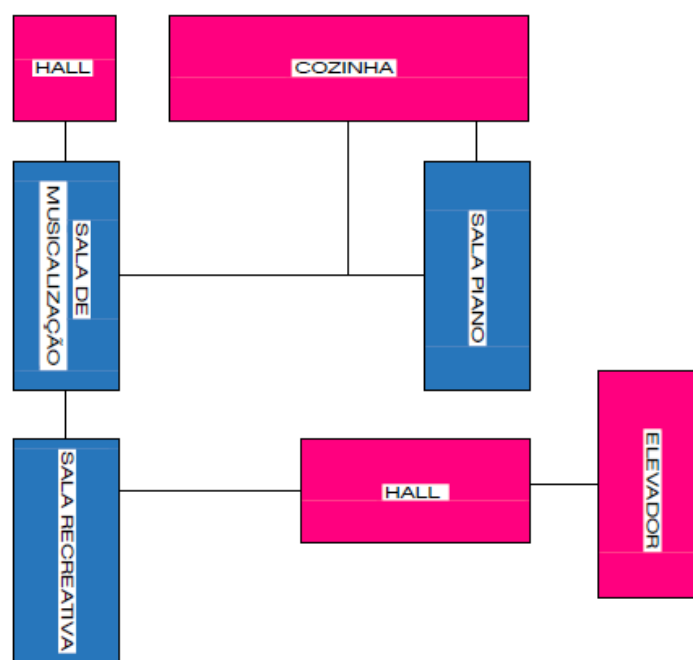 HALL
COZINHA
SALA DE
MUSICALIZAÇÃO
SALA PIANO
ELEVADOR
SALA RECREATIVA
HALL